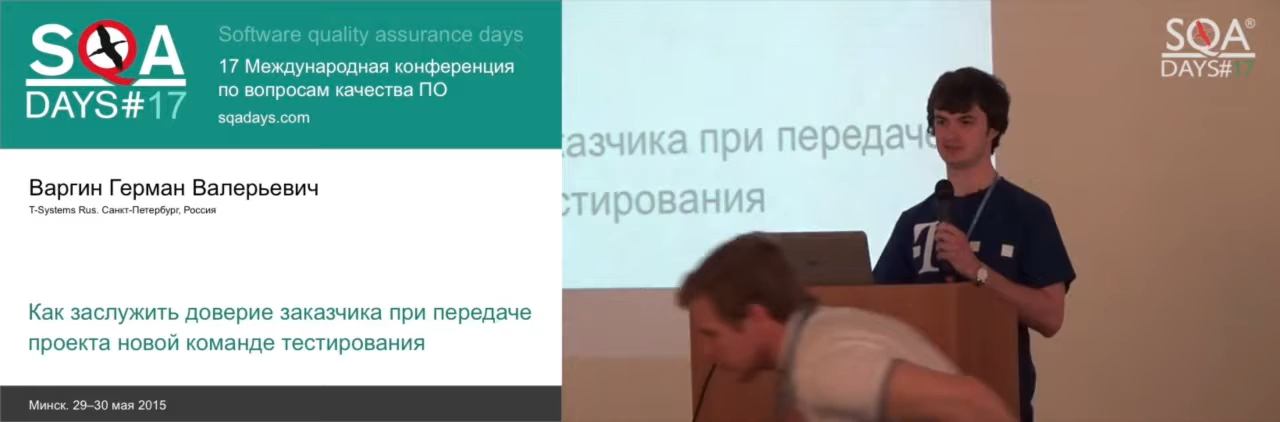 SQA
DAYS#17
Software quality assurance days
17 Международная конференция
по вопросам качества ПО
sqadays.com
Варгин Герман Валерьевич
T-Systems Rus. Санкт-Петербург, Россия
Как заслужить доверие заказчика при передаче
проекта новой команде тестирования
Минск. 29–30 мая 2015
азчика при передаче
стирования
T
SQA®
DAYS#17